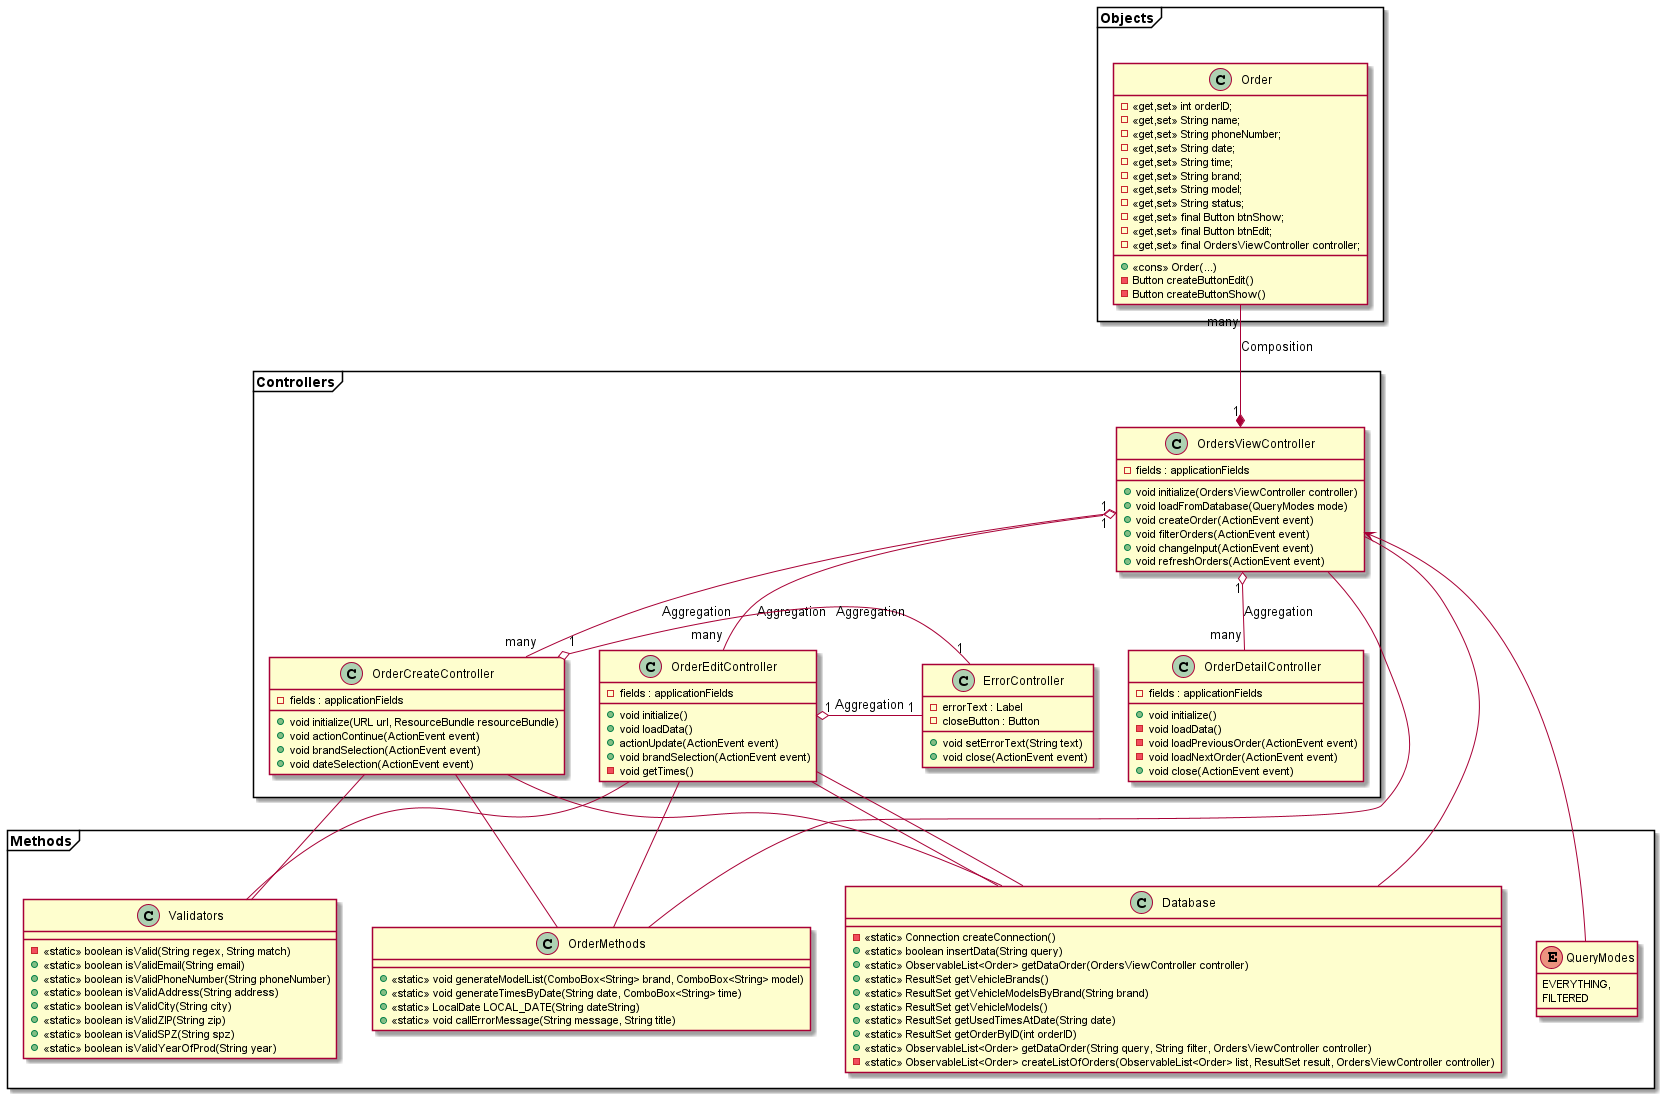 Objects
C Order
«get,set» int orderID;
«get,set» String name;
«get,set» String phoneNumber;
«get,set» String date;
«get,set» String time;
«get,set» String brand;
«get,set» String model;
«get,set» String status;
«get,set» final Button btnShow;
«get,set» final Button btnEdit;
«get,set» final OrdersViewController controller;
«cons» Order(...)
Button createButtonEdit()
Button createButtonShow()
many
Composition
1
Controllers
C OrdersViewController
fields : applicationFields
void initialize(OrdersViewController controller)
void loadFromDatabase(QueryModes mode)
void createOrder(ActionEvent event)
void filterOrders(ActionEvent event)
void changeInput(ActionEvent event)
void refreshOrders(ActionEvent event)
1
1
1
Aggregation
Aggregation
Aggregation
Aggregation
many
1
many
1
many
C OrderCreateController
fields : applicationFields
void initialize(URL url, ResourceBundle resourceBundle)
void actionContinue(ActionEvent event)
void brandSelection(ActionEvent event)
void dateSelection(ActionEvent event)
C OrderEditController
fields : applicationFields
void initialize()
void loadData()
actionUpdate(ActionEvent event)
void brandSelection(ActionEvent event)
void getTimes()
1 Aggregation 1
C ErrorController
errorText : Label
closeButton : Button
void setErrorText(String text)
void close(ActionEvent event)
C OrderDetailController
fields : applicationFields
void initialize()
void loadData()
void loadPreviousOrder(ActionEvent event)
void loadNextOrder(ActionEvent event)
void close(ActionEvent event)
Methods
C Validators
«static» boolean isValid(String regex, String match)
«static» boolean isValidEmail(String email)
«static» boolean isValidPhoneNumber(String phoneNumber)
«static» boolean isValidAddress(String address)
«static» boolean isValidCity(String city)
«static» boolean isValidZIP(String zip)
«static» boolean isValidSPZ(String spz)
«static» boolean isValidYearOfProd(String year)
C OrderMethods
«static» void generateModelList(ComboBox<String> brand, ComboBox<String> model)
«static» void generateTimesByDate(String date, ComboBox<String> time)
«static» LocalDate LOCAL_DATE(String dateString)
«static» void callErrorMessage(String message, String title)
C Database
«static» Connection createConnection()
«static» boolean insertData(String query)
«static» ObservableList<Order> getDataOrder(OrdersViewController controller)
«static» ResultSet getVehicleBrands()
«static» ResultSet getVehicleModelsByBrand(String brand)
«static» ResultSet getVehicleModels()
«static» ResultSet getUsedTimesAtDate(String date)
«static» ResultSet getOrderByID(int orderID)
«static» ObservableList<Order> getDataOrder(String query, String filter, OrdersViewController controller)
«static» ObservableList<Order> createListOfOrders(ObservableList<Order> list, ResultSet result, OrdersViewController controller)
E QueryModes
EVERYTHING,
FILTERED